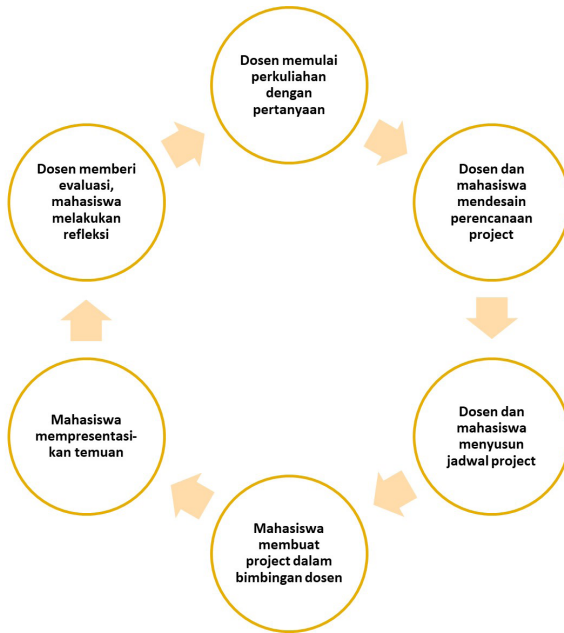 Dosen memulai
perkuliahan
dengan
pertanyaan
Dosen dan
mahasiswa
mendesain
perencanaan
project
Dosen dan
mahasiswa
menyusun
jadwal project
Mahasiswa
membuat
project dalam
bimbingan dosen
Mahasiswa
mempresentasi-
kan temuan
Dosen memberi
evaluasi,
mahasiswa
melakukan
refleksi